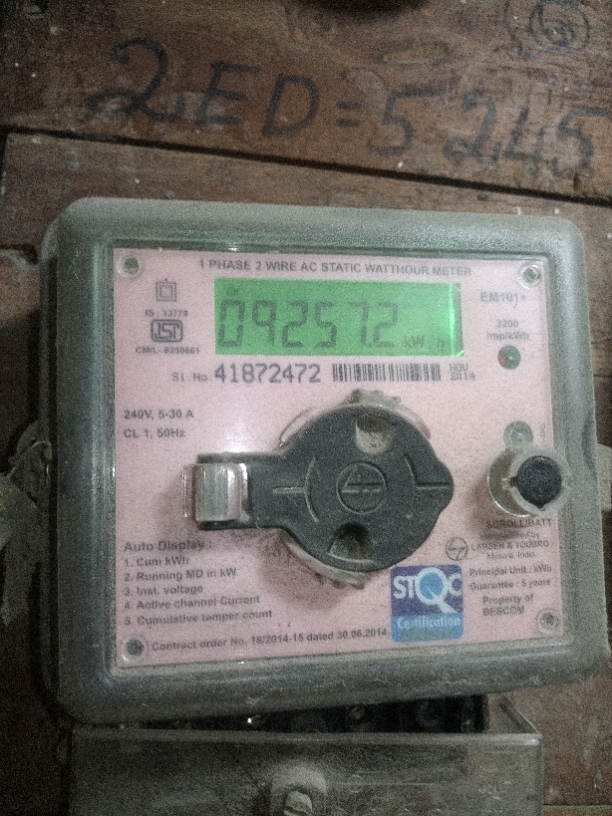 2ED=5245
1 PHASE 2 WIRE AC STATIC WATTHOUR METER
IS : 13779
ISI
CM/L-
09257.2 kWh
EM101+
3200
imp/kWh
Sl. No. 41872472
NOV
2014
240V, 5-30 A
CL 1, 50Hz
SCROLL/BATT
LARSEN & TOUBRO
Mysore, India
Auto Display :
1. Cum kWh
2. Running MD in kW
3. Inst. voltage
4. Active channel Current
5. Cumulative tamper count
STQC
Certification
Principal Unit : kWh
Guarantee : 5 years
Property of
BESCOM
Contract order No. 18/2014-15 dated 30.06.2014